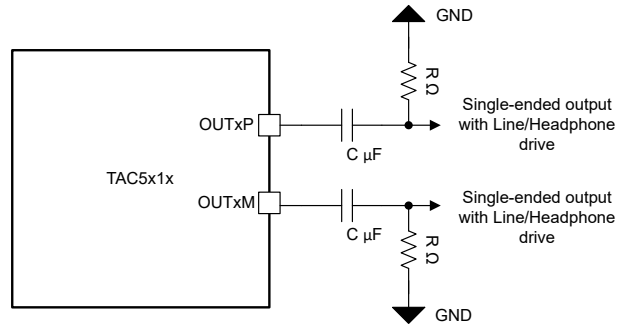 GND
R Ω
OUTxP
C µF
Single-ended output
with Line/Headphone
drive
TAC5x1x
OUTxM
C µF
Single-ended output
with Line/Headphone
drive
R Ω
GND